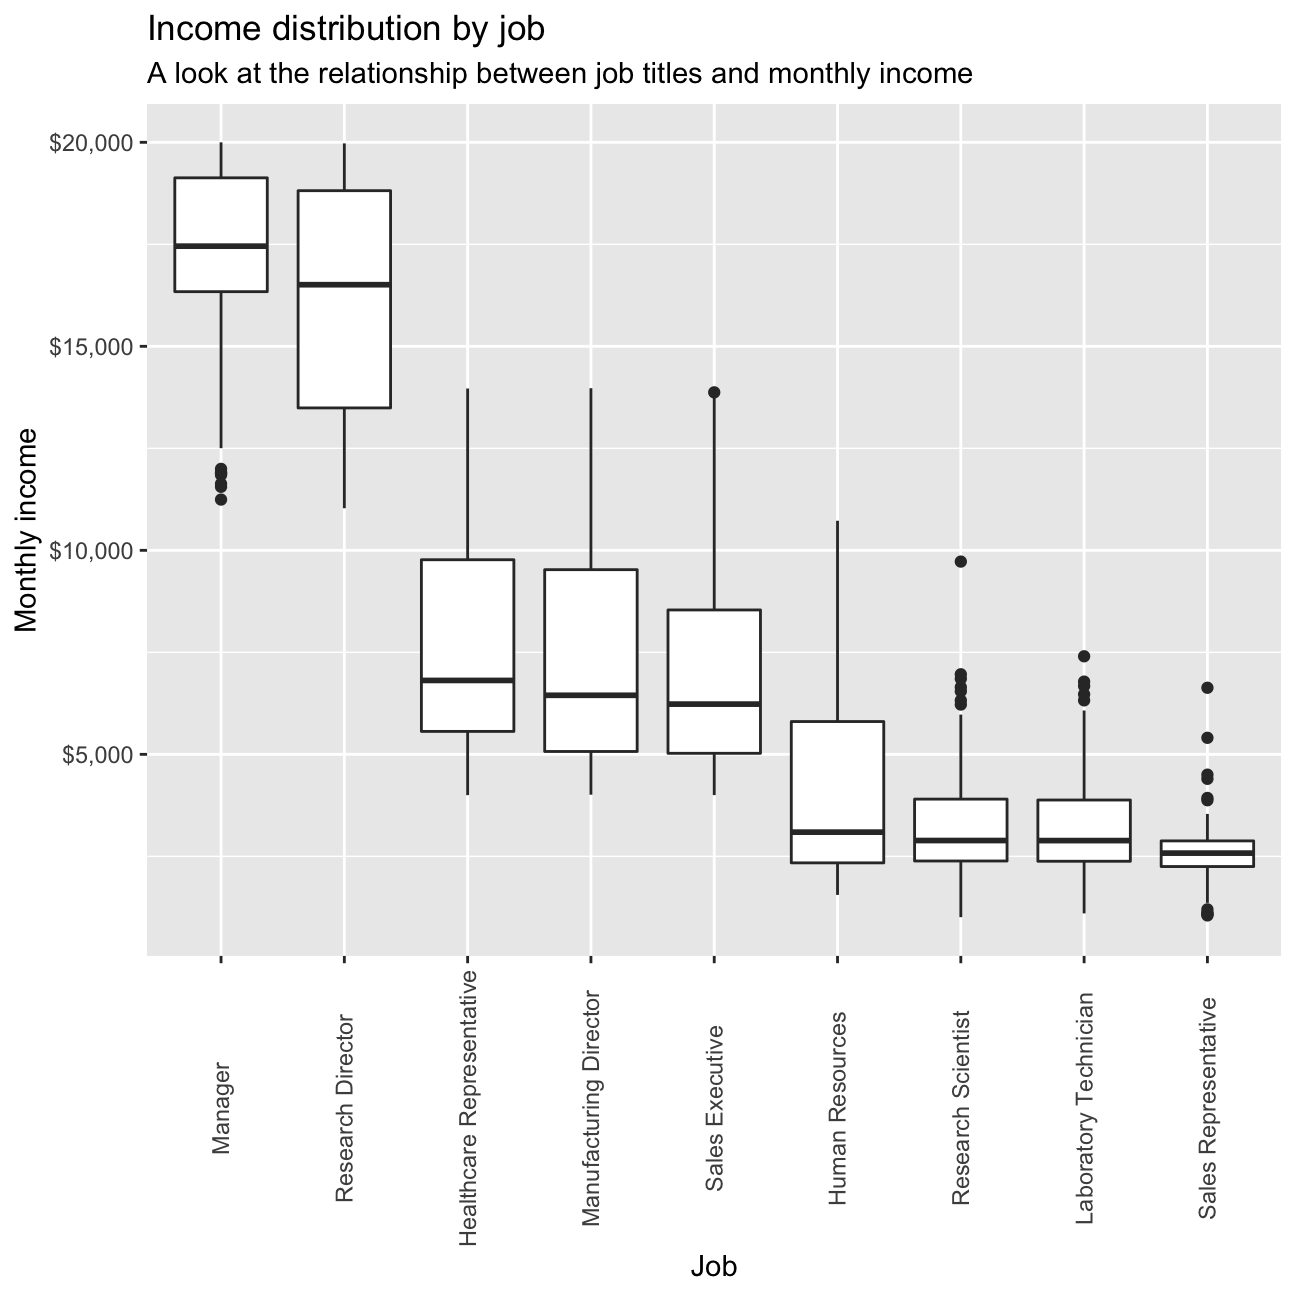 Income distribution by job
A look at the relationship between job titles and monthly income
Monthly income
$20,000
$15,000
$10,000
$5,000
Manager
Research Director
Healthcare Representative
Manufacturing Director
Sales Executive
Human Resources
Research Scientist
Laboratory Technician
Sales Representative
Job